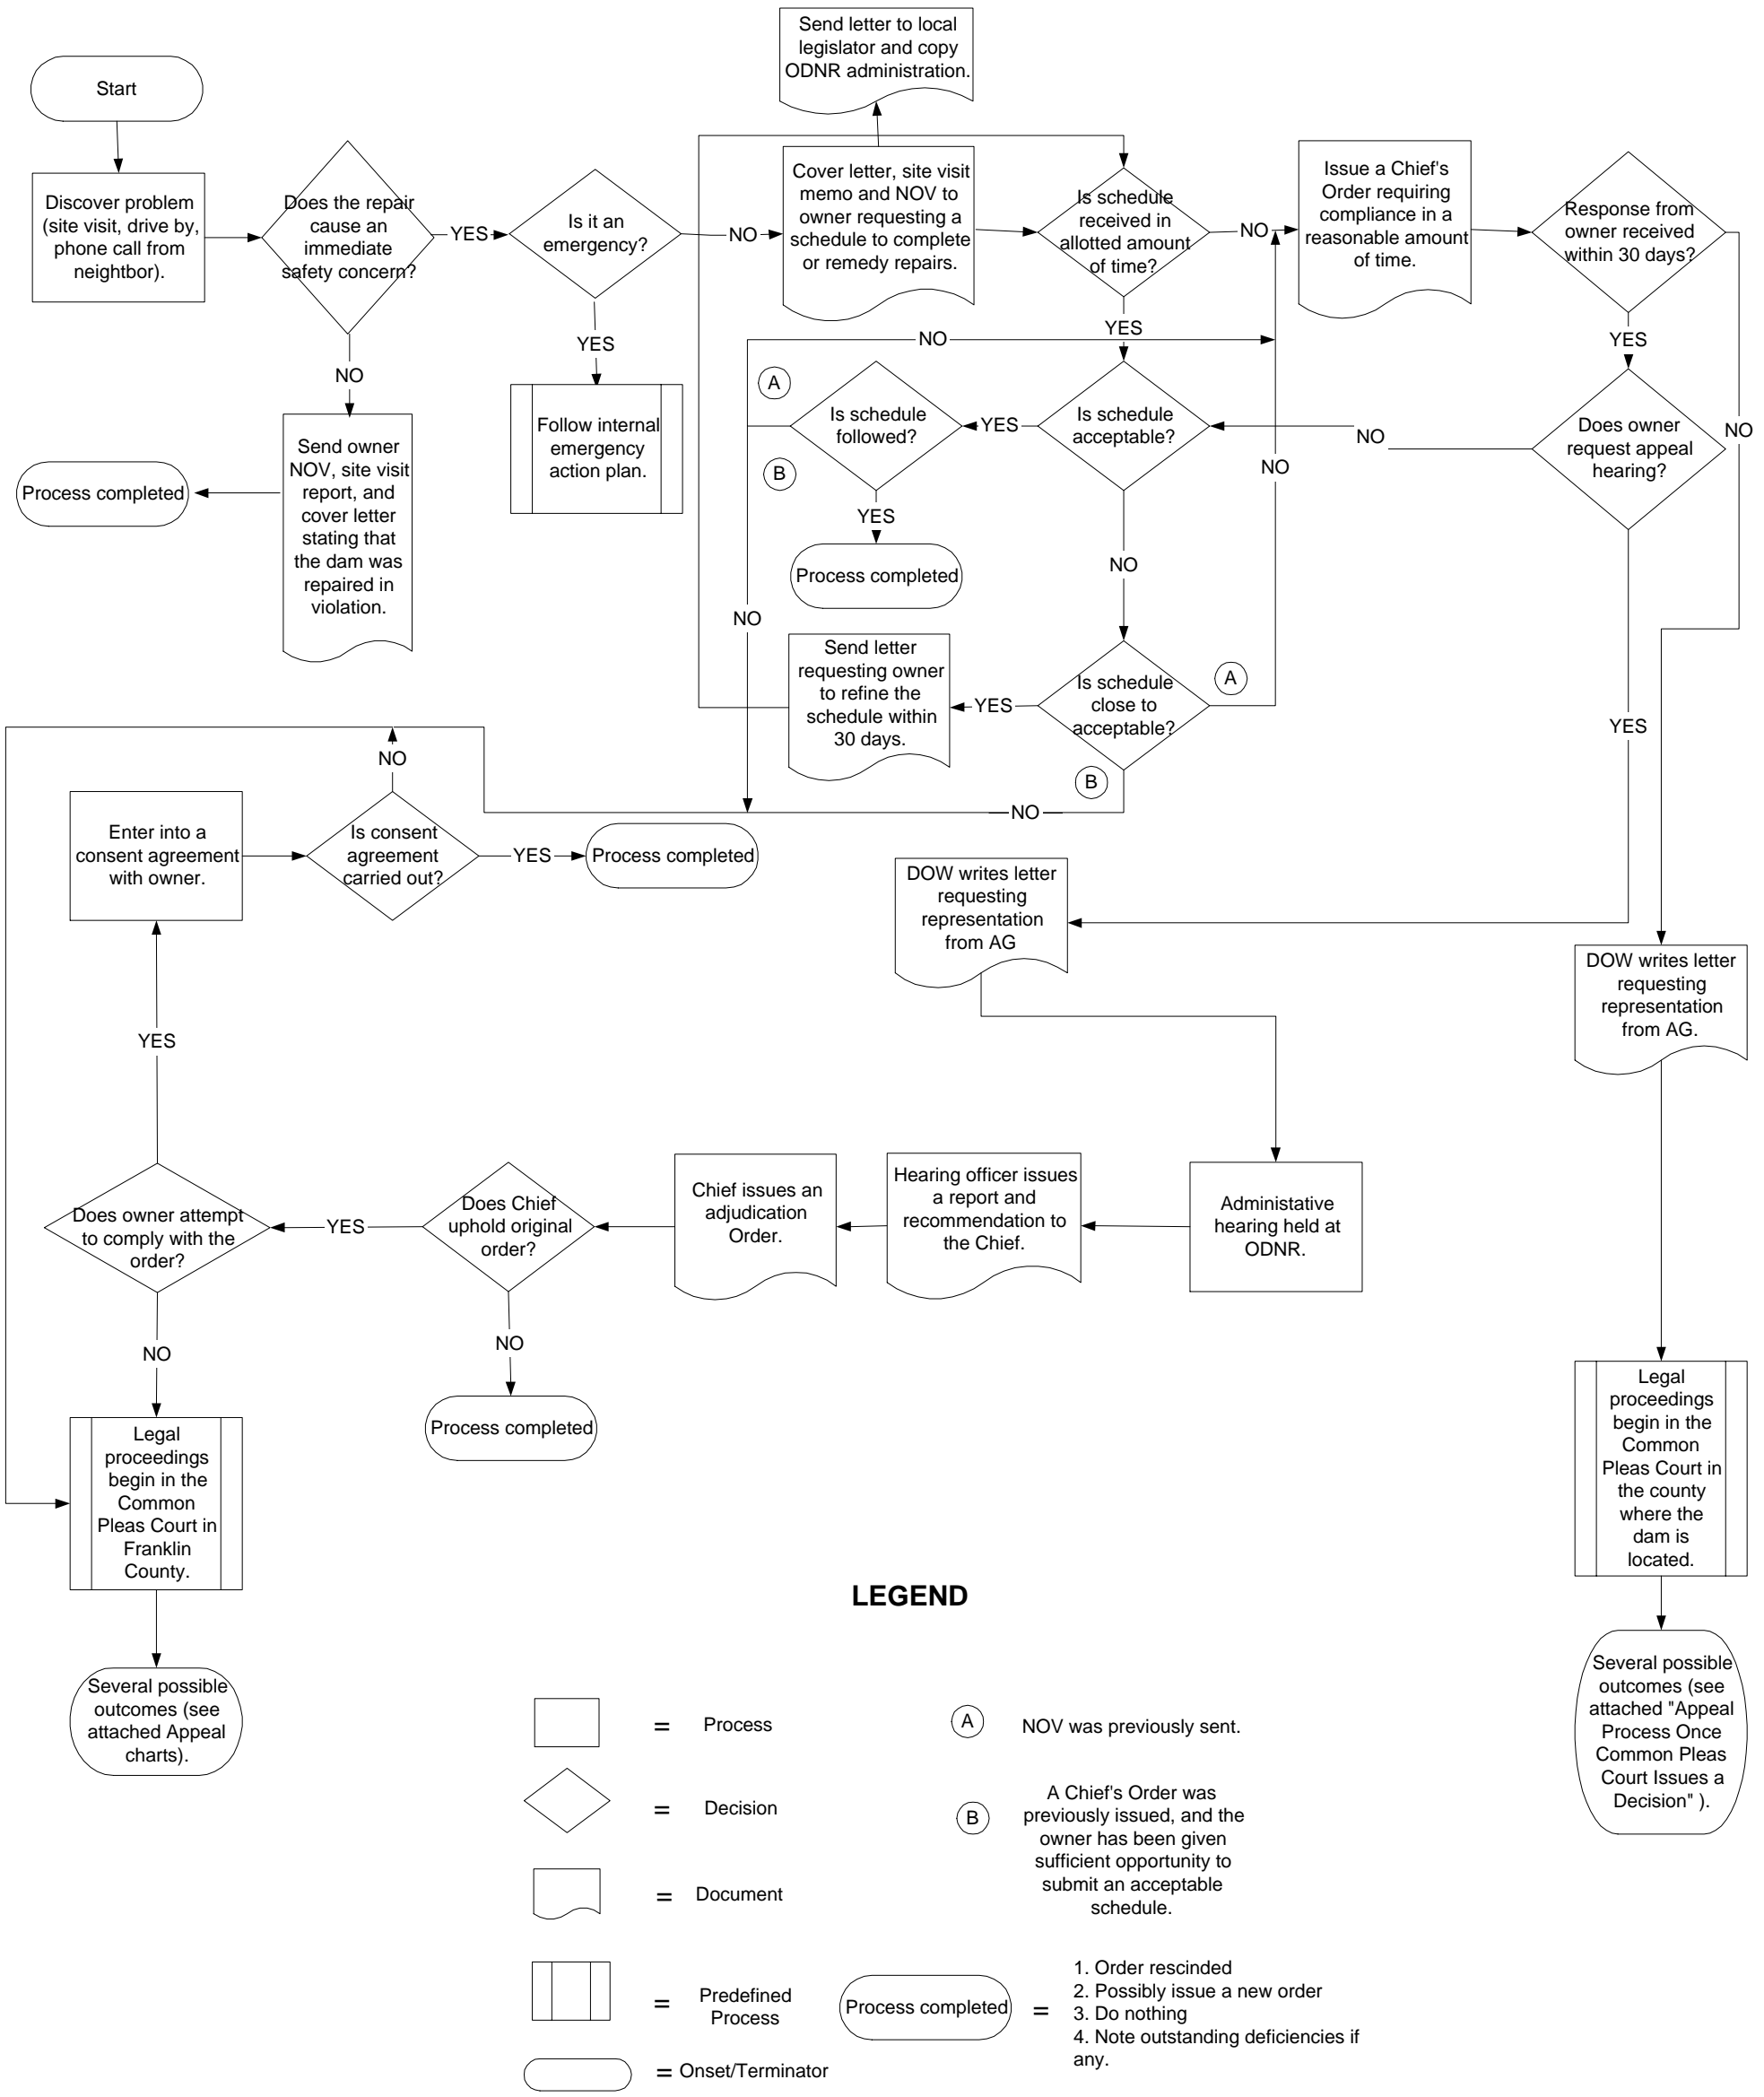 Start
Discover problem
(site visit, drive by,
phone call from
neightbor).
Does the repair
cause an
immediate
safety concern?
YES
NO
Send owner
NOV, site visit
report, and
cover letter
stating that
the dam was
repaired in
violation.
Process completed
Is it an
emergency?
YES
Follow internal
emergency
action plan.
NO
Cover letter, site visit
memo and NOV to
owner requesting a
schedule to complete
or remedy repairs.
Send letter to local
legislator and copy
ODNR administration.
Is schedule
received in
allotted amount
of time?
NO
YES
Issue a Chief's
Order requiring
compliance in a
reasonable amount
of time.
Response from
owner received
within 30 days?
YES
NO
Does owner
request appeal
hearing?
NO
YES
Is schedule
acceptable?
YES
NO
Is schedule
followed?
A
B
NO
NO
YES
Process completed
Is schedule
close to
acceptable?
A
B
NO
NO
YES
Send letter
requesting owner
to refine the
schedule within
30 days.
Enter into a
consent agreement
with owner.
Is consent
agreement
carried out?
NO
YES
Process completed
DOW writes letter
requesting
representation
from AG
DOW writes letter
requesting
representation
from AG.
YES
Does owner attempt
to comply with the
order?
YES
Does Chief
uphold original
order?
Chief issues an
adjudication
Order.
Hearing officer issues
a report and
recommendation to
the Chief.
Administative
hearing held at
ODNR.
NO
NO
Process completed
Legal
proceedings
begin in the
Common
Pleas Court in
Franklin
County.
Several possible
outcomes (see
attached Appeal
charts).
Legal
proceedings
begin in the
Common
Pleas Court in
the county
where the
dam is
located.
Several possible
outcomes (see
attached "Appeal
Process Once
Common Pleas
Court Issues a
Decision" ).
LEGEND
= Process
= Decision
= Document
= Predefined
Process
= Onset/Terminator
A NOV was previously sent.
B
A Chief's Order was
previously issued, and the
owner has been given
sufficient opportunity to
submit an acceptable
schedule.
Process completed =
1. Order rescinded
2. Possibly issue a new order
3. Do nothing
4. Note outstanding deficiencies if
any.